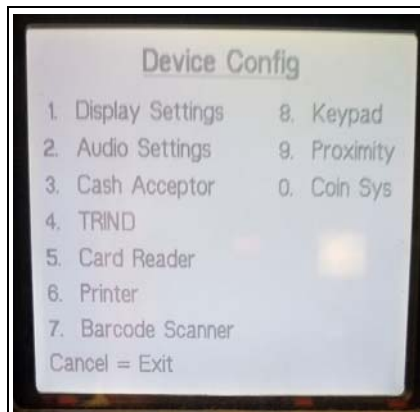 Device Config
1. Display Settings
2. Audio Settings
3. Cash Acceptor
4. TRIND
5. Card Reader
6. Printer
7. Barcode Scanner
Cancel = Exit
8. Keypad
9. Proximity
0. Coin Sys